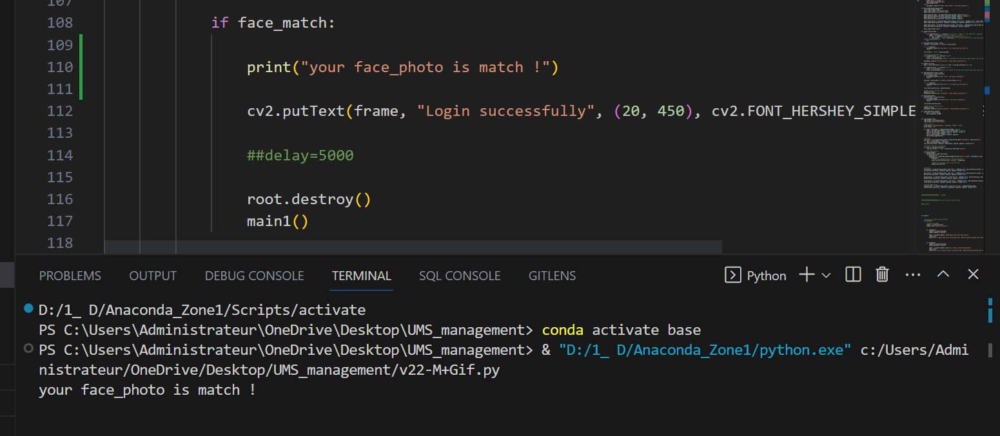 107
108 if face_match:
109
110 print("your face_photo is match !")
111
112 cv2.putText(frame, "Login successfully", (20, 450), cv2.FONT_HERSHEY_SIMPLE
113
114 ##delay=5000
115
116 root.destroy()
117 main1()
118
PROBLEMS OUTPUT DEBUG CONSOLE TERMINAL SQL CONSOLE GITLENS Python
D:/1_ D/Anaconda_Zone1/Scripts/activate
PS C:\Users\Administrateur\OneDrive\Desktop\UMS_management> conda activate base
PS C:\Users\Administrateur\OneDrive\Desktop\UMS_management> & "D:/1_ D/Anaconda_Zone1/python.exe" c:/Users/Admi
nistrateur/OneDrive/Desktop/UMS_management/v22-M+Gif.py
your face_photo is match !